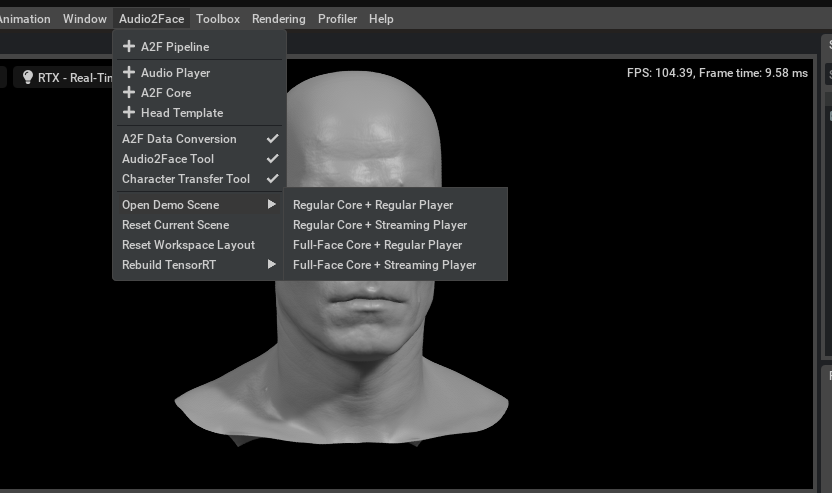 Animation Window Audio2Face Toolbox Rendering Profiler Help
A2F Pipeline
RTX - Real-Tim
FPS: 104.39, Frame time: 9.58 ms
Audio Player
A2F Core
Head Template
A2F Data Conversion
Audio2Face Tool
Character Transfer Tool
Open Demo Scene
Reset Current Scene
Reset Workspace Layout
Rebuild TensorRT
Regular Core + Regular Player
Regular Core + Streaming Player
Full-Face Core + Regular Player
Full-Face Core + Streaming Player